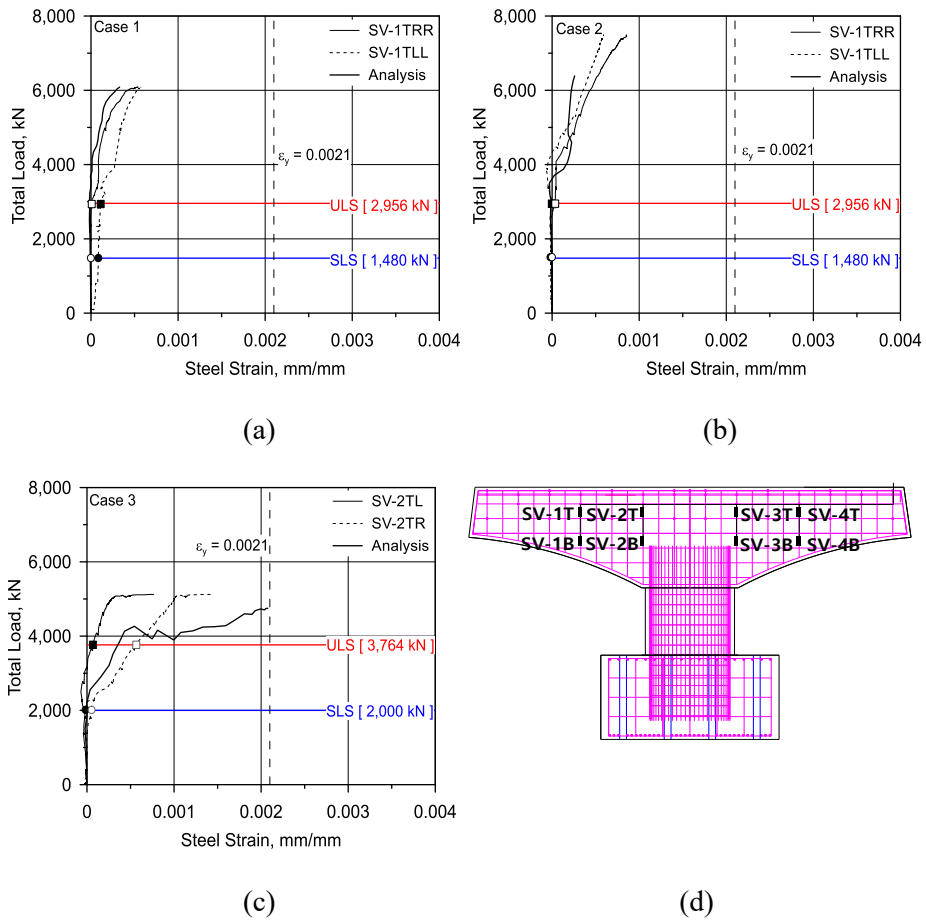 Case 1
SV-1TRR
SV-1TLL
Analysis
εy = 0.0021
ULS [ 2,956 kN ]
SLS [ 1,480 kN ]
Total Load, kN
8,000
6,000
4,000
2,000
0
0 0.001 0.002 0.003 0.004
Steel Strain, mm/mm
(a)
Case 2
SV-1TRR
SV-1TLL
Analysis
εy = 0.0021
ULS [ 2,956 kN ]
SLS [ 1,480 kN ]
Total Load, kN
8,000
6,000
4,000
2,000
0
0 0.001 0.002 0.003 0.004
Steel Strain, mm/mm
(b)
Case 3
SV-2TL
SV-2TR
Analysis
εy = 0.0021
ULS [ 3,764 kN ]
SLS [ 2,000 kN ]
Total Load, kN
8,000
6,000
4,000
2,000
0
0 0.001 0.002 0.003 0.004
Steel Strain, mm/mm
(c)
SV-1T SV-2T SV-3T SV-4T
SV-1B SV-2B SV-3B SV-4B
(d)